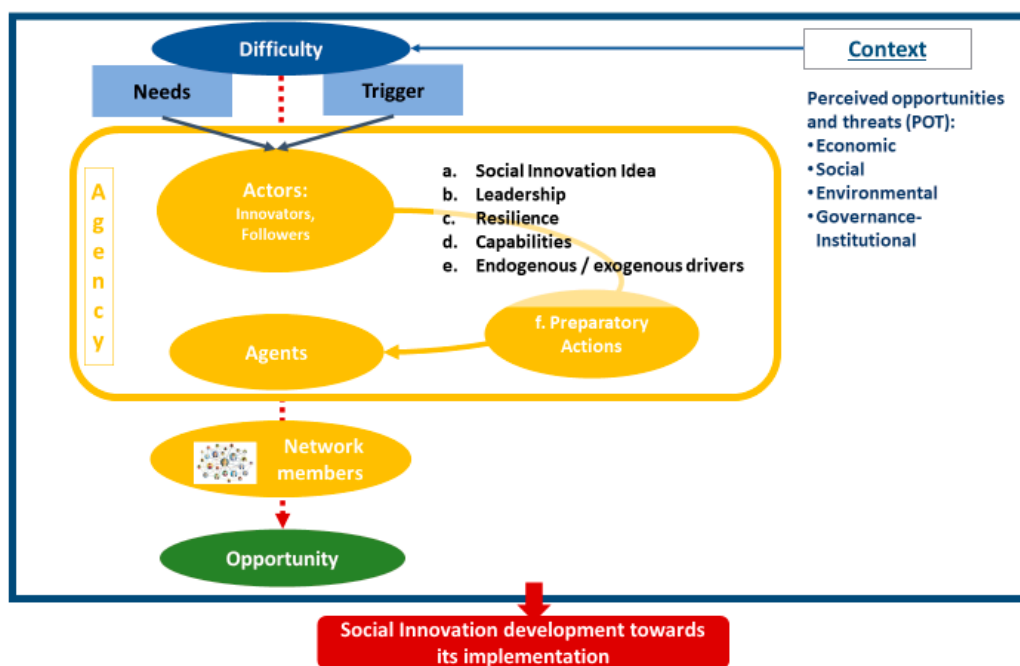 Difficulty
Context
Needs
Trigger
Perceived opportunities
and threats (POT):
•Economic
•Social
•Environmental
•Governance-
Institutional
Agency
Actors:
Innovators,
Followers
a. Social Innovation Idea
b. Leadership
c. Resilience
d. Capabilities
e. Endogenous / exogenous drivers
f. Preparatory
Actions
Agents
Network
members
Opportunity
Social Innovation development towards
its implementation